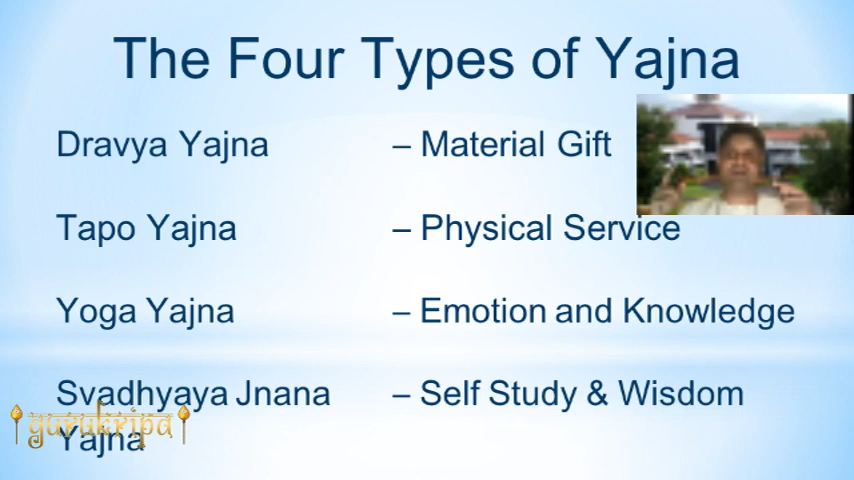 The Four Types of Yajna
Dravya Yajna – Material Gift
Tapo Yajna – Physical Service
Yoga Yajna – Emotion and Knowledge
Svadhyaya Jnana – Self Study & Wisdom
Yajna
gurukripa